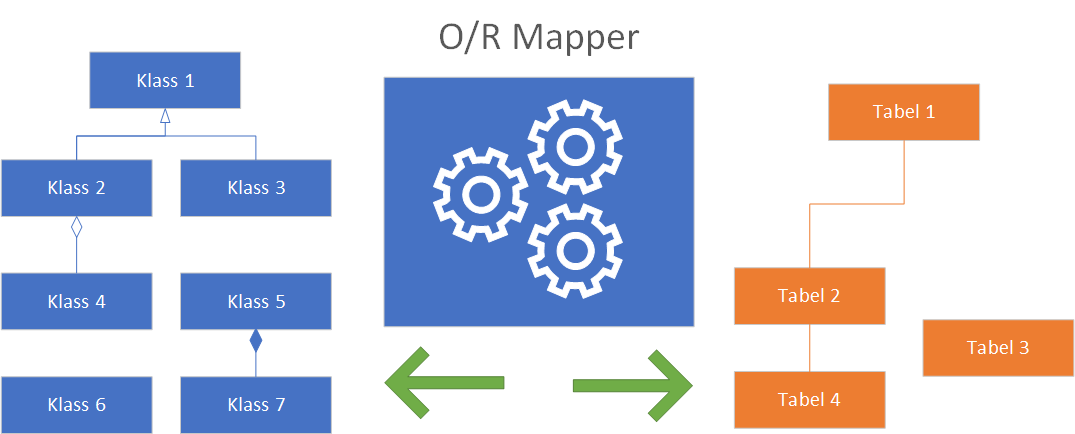 O/R Mapper
Klass 1
Klass 2
Klass 3
Klass 4
Klass 5
Klass 6
Klass 7
Tabel 1
Tabel 2
Tabel 3
Tabel 4